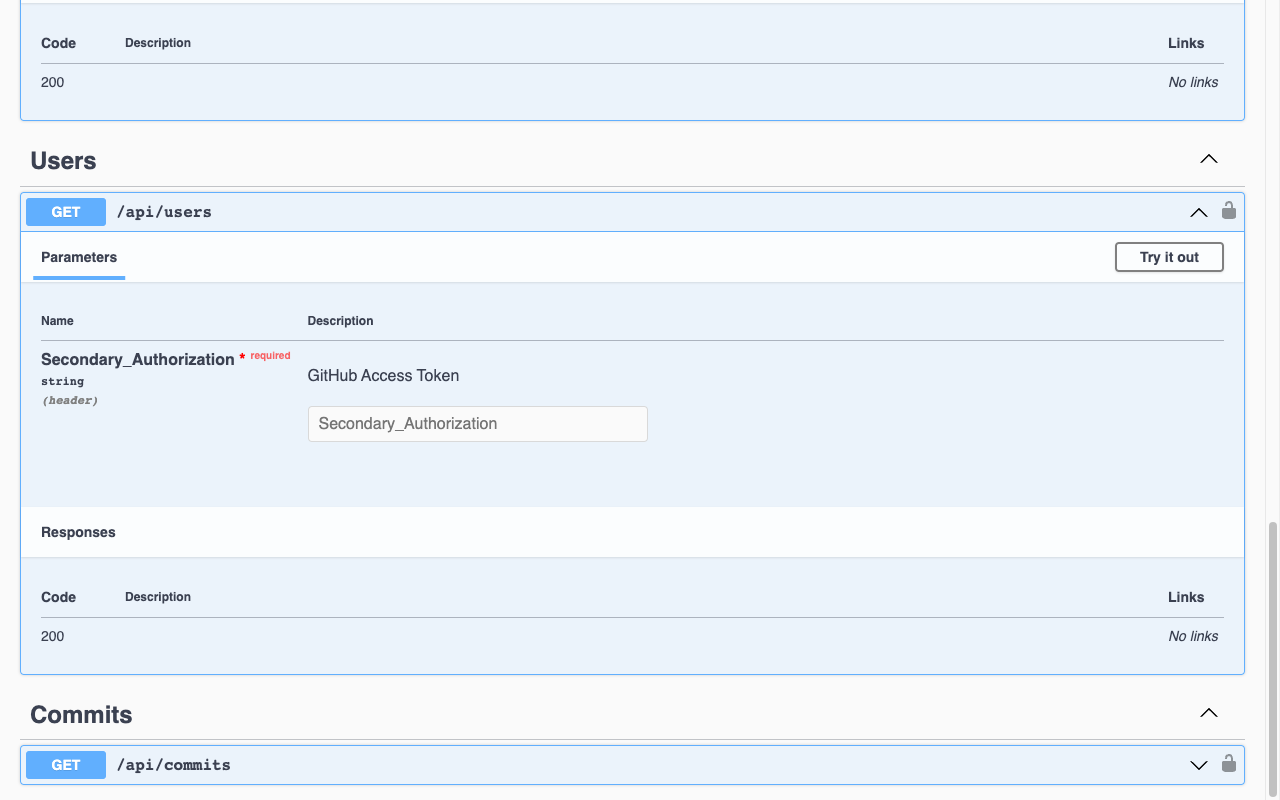 Code Description Links
200 No links
Users
GET /api/users
Parameters Try it out
Name Description
Secondary_Authorization * required
string
(header)
GitHub Access Token
Secondary_Authorization
Responses
Code Description Links
200 No links
Commits
GET /api/commits